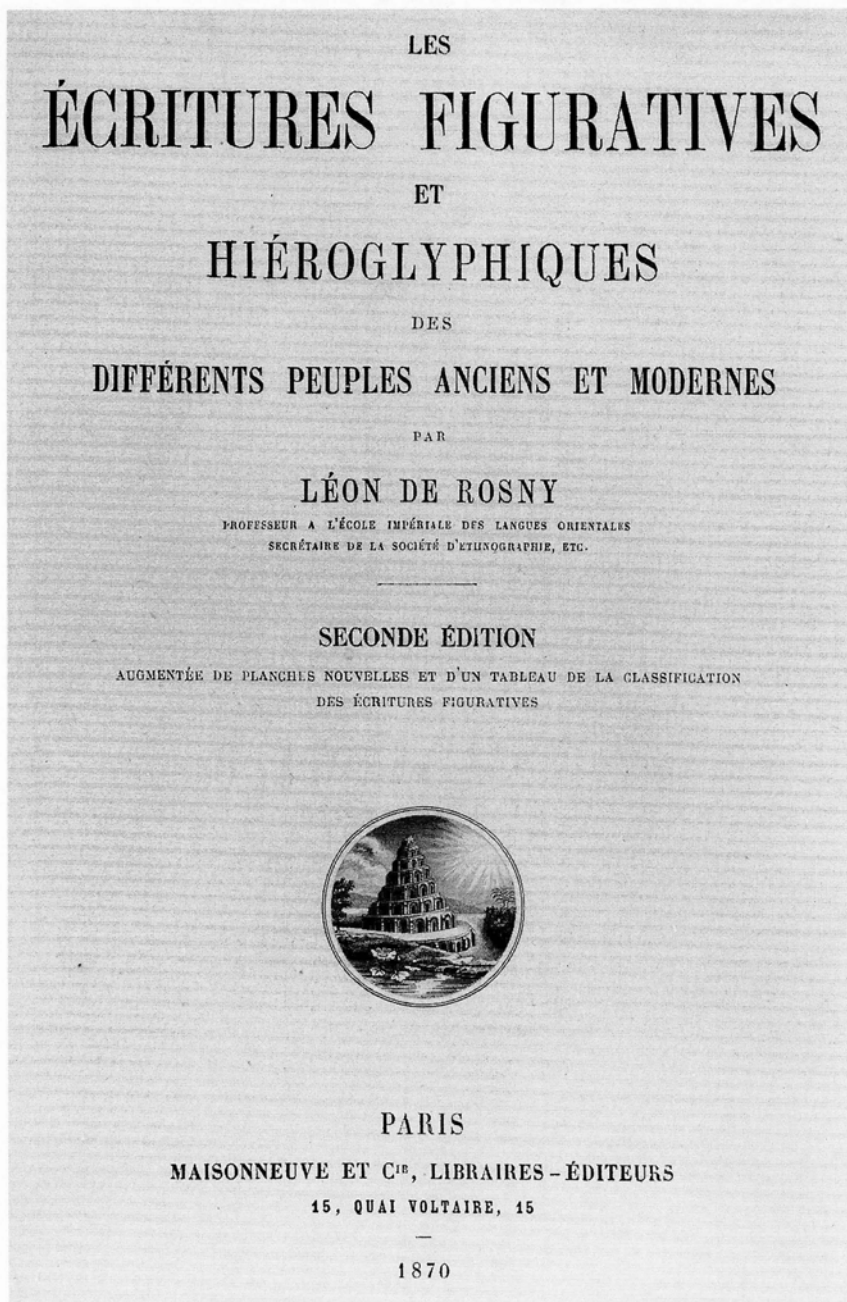 LES
ÉCRITURES FIGURATIVES
ET
HIÉROGLYPHIQUES
DES
DIFFÉRENTS PEUPLES ANCIENS ET MODERNES
PAR
LÉON DE ROSNY
PROFESSEUR A L'ÉCOLE IMPÉRIALE DES LANGUES ORIENTALES
SECRÉTAIRE DE LA SOCIÉTÉ D'ETHNOGRAPHIE, ETC.
SECONDE ÉDITION
AUGMENTÉE DE PLANCHES NOUVELLES ET D'UN TABLEAU DE LA CLASSIFICATION
DES ÉCRITURES FIGURATIVES
PARIS
MAISONNEUVE ET Cie, LIBRAIRES-ÉDITEURS
15, QUAI VOLTAIRE, 15
1870